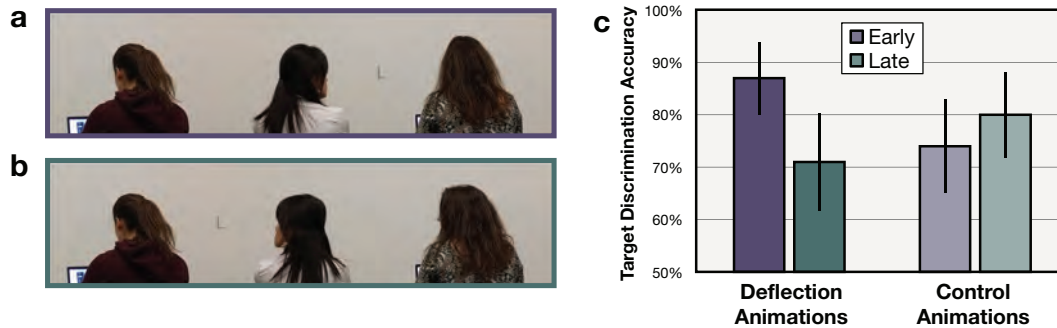 a
b
c
Target Discrimination Accuracy
100%
90%
80%
70%
60%
50%
Early
Late
Deflection
Animations
Control
Animations
L
L